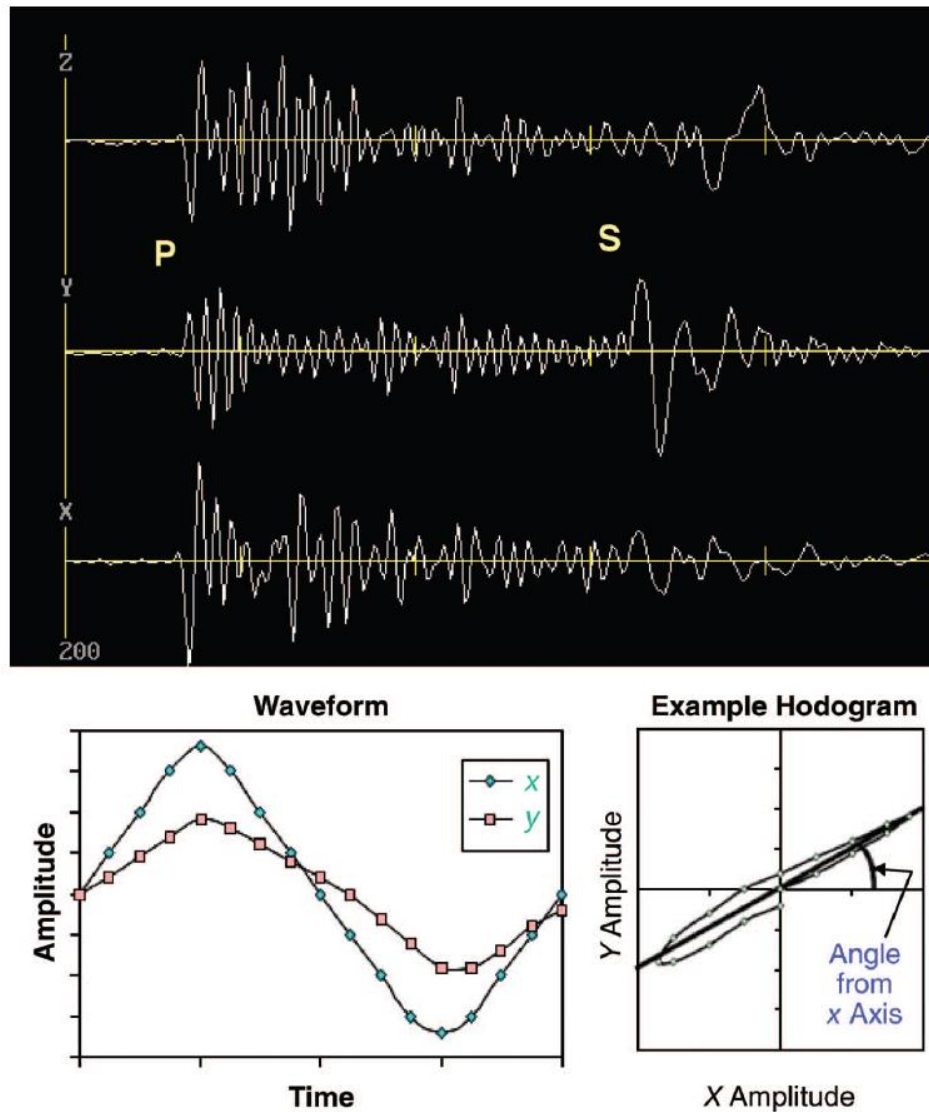 Z
P
S
Y
X
200
Waveform
x
y
Amplitude
Time
Example Hodogram
Y Amplitude
Angle
from
x Axis
X Amplitude